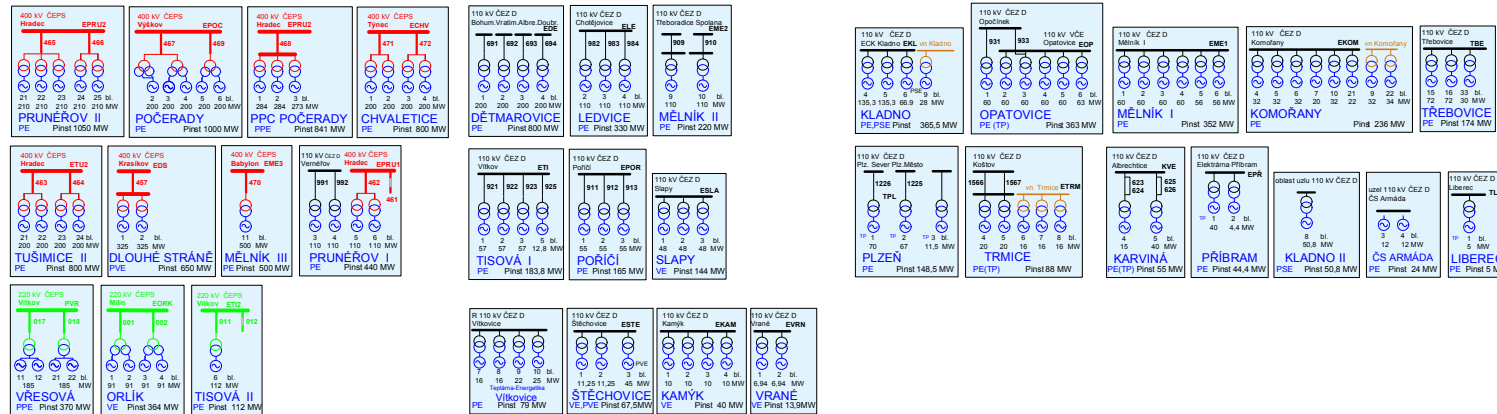 400 kV ČEPS
Hradec EPRU2
465 466
21 22 23 24 25 bl.
210 210 210 210 210 MW
PRUNÉŘOV II
PE Pinst 1050 MW
400 kV ČEPS
Výškov EPOC
467 469
2 3 4 5 6 bl.
200 200 200 200 200 MW
POČERADY
PE Pinst 1000 MW
400 kV ČEPS
Hradec EPRU2
468
1 2 3 bl.
284 284 273 MW
PPC POČERADY
PPE Pinst 841 MW
400 kV ČEPS
Týnec ECHV
471 472
1 2 3 4 bl.
200 200 200 200 MW
CHVALETICE
PE Pinst 800 MW
110 kV ČEZ D
Bohum.Vratim.Albre.Doubr.
EDE
691 692 693 694
1 2 3 4 bl.
200 200 200 200 MW
DĚTMAROVICE
PE Pinst 800 MW
110 kV ČEZ D
Chotějovice
ELE
982 983 984
2 3 4 bl.
110 110 110 MW
LEDVICE
PE Pinst 330 MW
110 kV ČEZ D
Třeboradice Spolana
EME2
909 910
9 10 bl.
110 110 MW
MĚLNÍK II
PE Pinst 220 MW
110 kV ČEZ D
ECK Kladno EKL vn Kladno
4 5 6 9 bl.
PSE
135,3 135,3 66.9 28 MW
KLADNO
PE,PSE Pinst 365,5 MW
110 kV ČEZ D
Opočínek
931 933
110 kV VČE
Opatovice EOP
1 2 3 4 5 6 bl.
60 60 60 60 60 63 MW
OPATOVICE
PE (TP) Pinst 363 MW
110 kV ČEZ D
Mělník I EME1
1 2 3 4 5 6 bl.
60 60 60 60 56 56 MW
MĚLNÍK I
PE Pinst 352 MW
110 kV ČEZ D
Komořany EKOM vn Komořany
4 5 6 7 8 10 21 9 22 bl.
32 32 32 20 32 22 32 34 MW
KOMOŘANY
PE Pinst 236 MW
110 kV ČEZ D
Třebovice TBE
15 16 33 bl.
72 72 30 MW
TŘEBOVICE
PE Pinst 174 MW
400 kV ČEPS
Hradec ETU2
463 464
21 22 23 24 bl.
200 200 200 200 MW
TUŠIMICE II
PE Pinst 800 MW
400 kV ČEPS
Krasíkov EDS
457
1 2 bl.
325 325 MW
DLOUHÉ STRÁNĚ
PVE Pinst 650 MW
400 kV ČEPS
Babylon EME3
470
11 bl.
500 MW
MĚLNÍK III
PE Pinst 500 MW
110 kV ČEZ D 400 kV ČEPS
Verneřov Hradec EPRU1
991 992 462 461
3 4 5 6 bl.
110 110 110 110 MW
PRUNÉŘOV I
PE Pinst 440 MW
110 kV ČEZ D
Vítkov ETI
921 922 923 925
1 2 3 5 bl.
57 57 57 12,8 MW
TISOVÁ I
PE Pinst 183,8 MW
110 kV ČEZ D
Poříčí EPOR
911 912 913
1 2 3 bl.
55 55 55 MW
POŘÍČÍ
PE Pinst 165 MW
110 kV ČEZ D
Slapy
ESLA
1 2 3 bl.
48 48 48 MW
SLAPY
VE Pinst 144 MW
110 kV ČEZ D
Plz. Sever Plz.Město
1226 1225
TPL
TP 1 TP 2 TP 3 bl.
70 67 11,5 MW
PLZEŇ
PE Pinst 148,5 MW
110 kV ČEZ D
Koštov
1566 1567
vn Trmice ETRM
4 5 6 7 8 bl.
20 20 16 16 16 MW
TRMICE
PE(TP) Pinst 88 MW
110 kV ČEZ D
Albrechtice KVE
623 625
624 626
4 5 bl.
15 40 MW
KARVINÁ
PE(TP) Pinst 55 MW
110 kV ČEZ D
Elektrárna Příbram
EPŘ
TP 1 2 bl.
40 4,4 MW
PŘÍBRAM
PE Pinst 44,4 MW
oblast uzlu 110 kV ČEZ D
8 bl.
50,8 MW
KLADNO II
PSE Pinst 50,8 MW
uzel 110 kV ČEZ D
ČS Armáda
3 4 bl.
12 12 MW
ČS ARMÁDA
PE Pinst 24 MW
110 kV ČEZ D
Liberec
TL
TP 1 bl.
5 MW
LIBEREC
PE Pinst 5 M
220 kV ČEPS
Vítkov PVR
017 018
11 12 21 22 bl.
185 185 MW
VŘESOVÁ
PPE Pinst 370 MW
220 kV ČEPS
Milín EORK
001 002
1 2 3 4 bl.
91 91 91 91 MW
ORLÍK
VE Pinst 364 MW
220 kV ČEPS
Vítkov ETI2
011 012
6 bl.
112 MW
TISOVÁ II
PE Pinst 112 MW
R 110 kV ČEZ D
Vítkovice
7 8 9 10 bl.
16 16 22 25 MW
Teplárna-Energetika
Vítkovice
PE Pinst 79 MW
110 kV ČEZ D
Štěchovice ESTE
PVE
1 2 3 bl.
11,25 11,25 45 MW
ŠTĚCHOVICE
VE,PVE Pinst 67,5MW
110 kV ČEZ D
Kamýk EKAM
1 2 3 4 bl.
10 10 10 10 MW
KAMÝK
VE Pinst 40 MW
110 kV ČEZ D
Vrané EVRN
1 2 bl.
6,94 6,94 MW
VRANÉ
VE Pinst 13,9MW